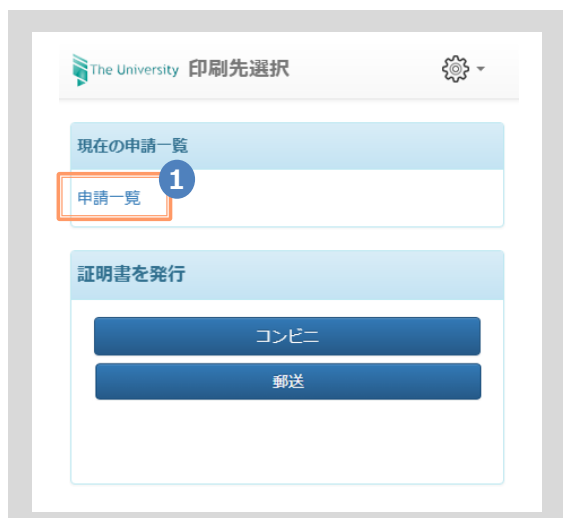 The University 印刷先選択
現在の申請一覧
1
申請一覧
証明書を発行
コンビニ
郵送